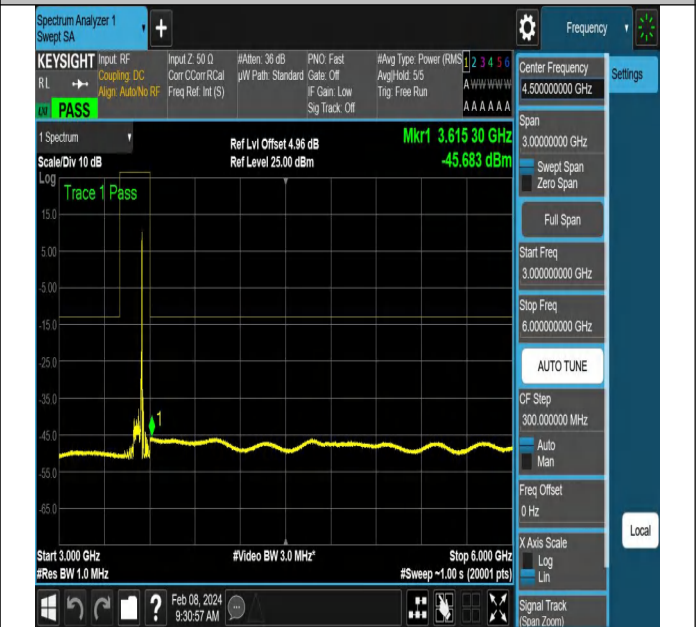 Spectrum Analyzer 1
Swept SA
+
Frequency
KEYSIGHT
RL
PASS
Input: RF
Coupling: DC
Align: Auto/No RF
Input Z: 50 Ω
Corr CCorr RCal
Freq Ref: Int (S)
#Atten: 36 dB
µW Path: Standard
PNO: Fast
Gate: Off
IF Gain: Low
Sig Track: Off
#Avg Type: Power (RMS
Avg|Hold: 5/5
Trig: Free Run
1 2 3 4 5 6
A W W W W W
A A A A A A
1 Spectrum
Scale/Div 10 dB
Ref Lvl Offset 4.96 dB
Ref Level 25.00 dBm
Mkr1 3.615 30 GHz
-45.683 dBm
Log
Trace 1 Pass
15.0
5.00
-5.00
-15.0
-25.0
-35.0
-45.0
-55.0
-65.0
1
Start 3.000 GHz
#Res BW 1.0 MHz
#Video BW 3.0 MHz*
Stop 6.000 GHz
#Sweep ~1.00 s (20001 pts)
Feb 08, 2024
9:30:57 AM
?
Center Frequency
4.500000000 GHz
Settings
Span
3.00000000 GHz
Swept Span
Zero Span
Full Span
Start Freq
3.000000000 GHz
Stop Freq
6.000000000 GHz
AUTO TUNE
CF Step
300.000000 MHz
Auto
Man
Freq Offset
0 Hz
Local
X Axis Scale
Log
Lin
Signal Track
(Span Zoom)